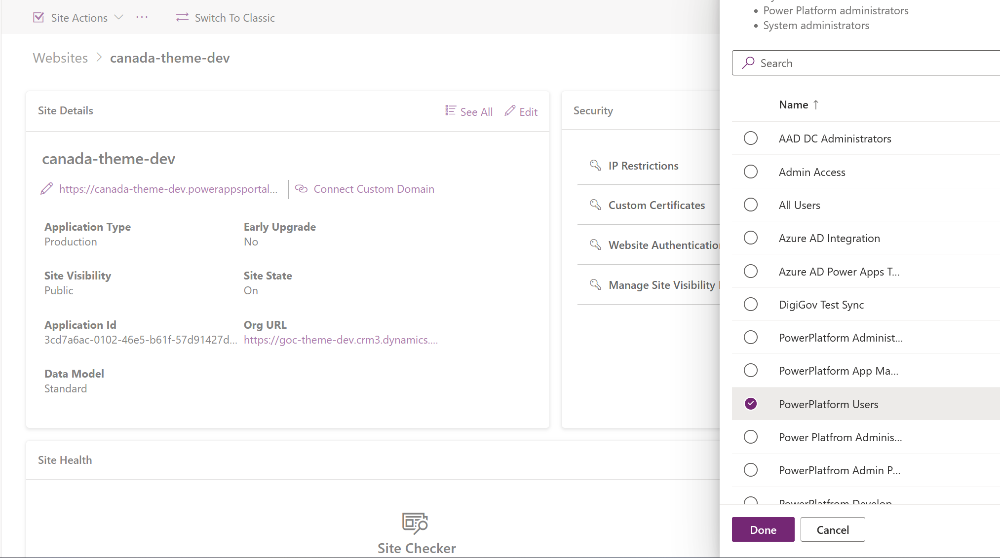 Site Actions
Switch To Classic
Websites > canada-theme-dev
Site Details
See All
Edit
canada-theme-dev
https://canada-theme-dev.powerappsportal...
Connect Custom Domain
Application Type
Production
Early Upgrade
No
Site Visibility
Public
Site State
On
Application Id
3cd7a6ac-0102-46e5-b61f-57d91427d...
Org URL
https://goc-theme-dev.crm3.dynamics....
Data Model
Standard
Security
IP Restrictions
Custom Certificates
Website Authenticatio
Manage Site Visibility
Site Health
Site Checker
Power Platform administrators
System administrators
Search
Name ↑
AAD DC Administrators
Admin Access
All Users
Azure AD Integration
Azure AD Power Apps T...
DigiGov Test Sync
PowerPlatform Administ...
PowerPlatform App Ma...
PowerPlatform Users
Power Platfrom Adminis...
PowerPlatfrom Admin P...
PowerPlatfrom Develop
Done
Cancel